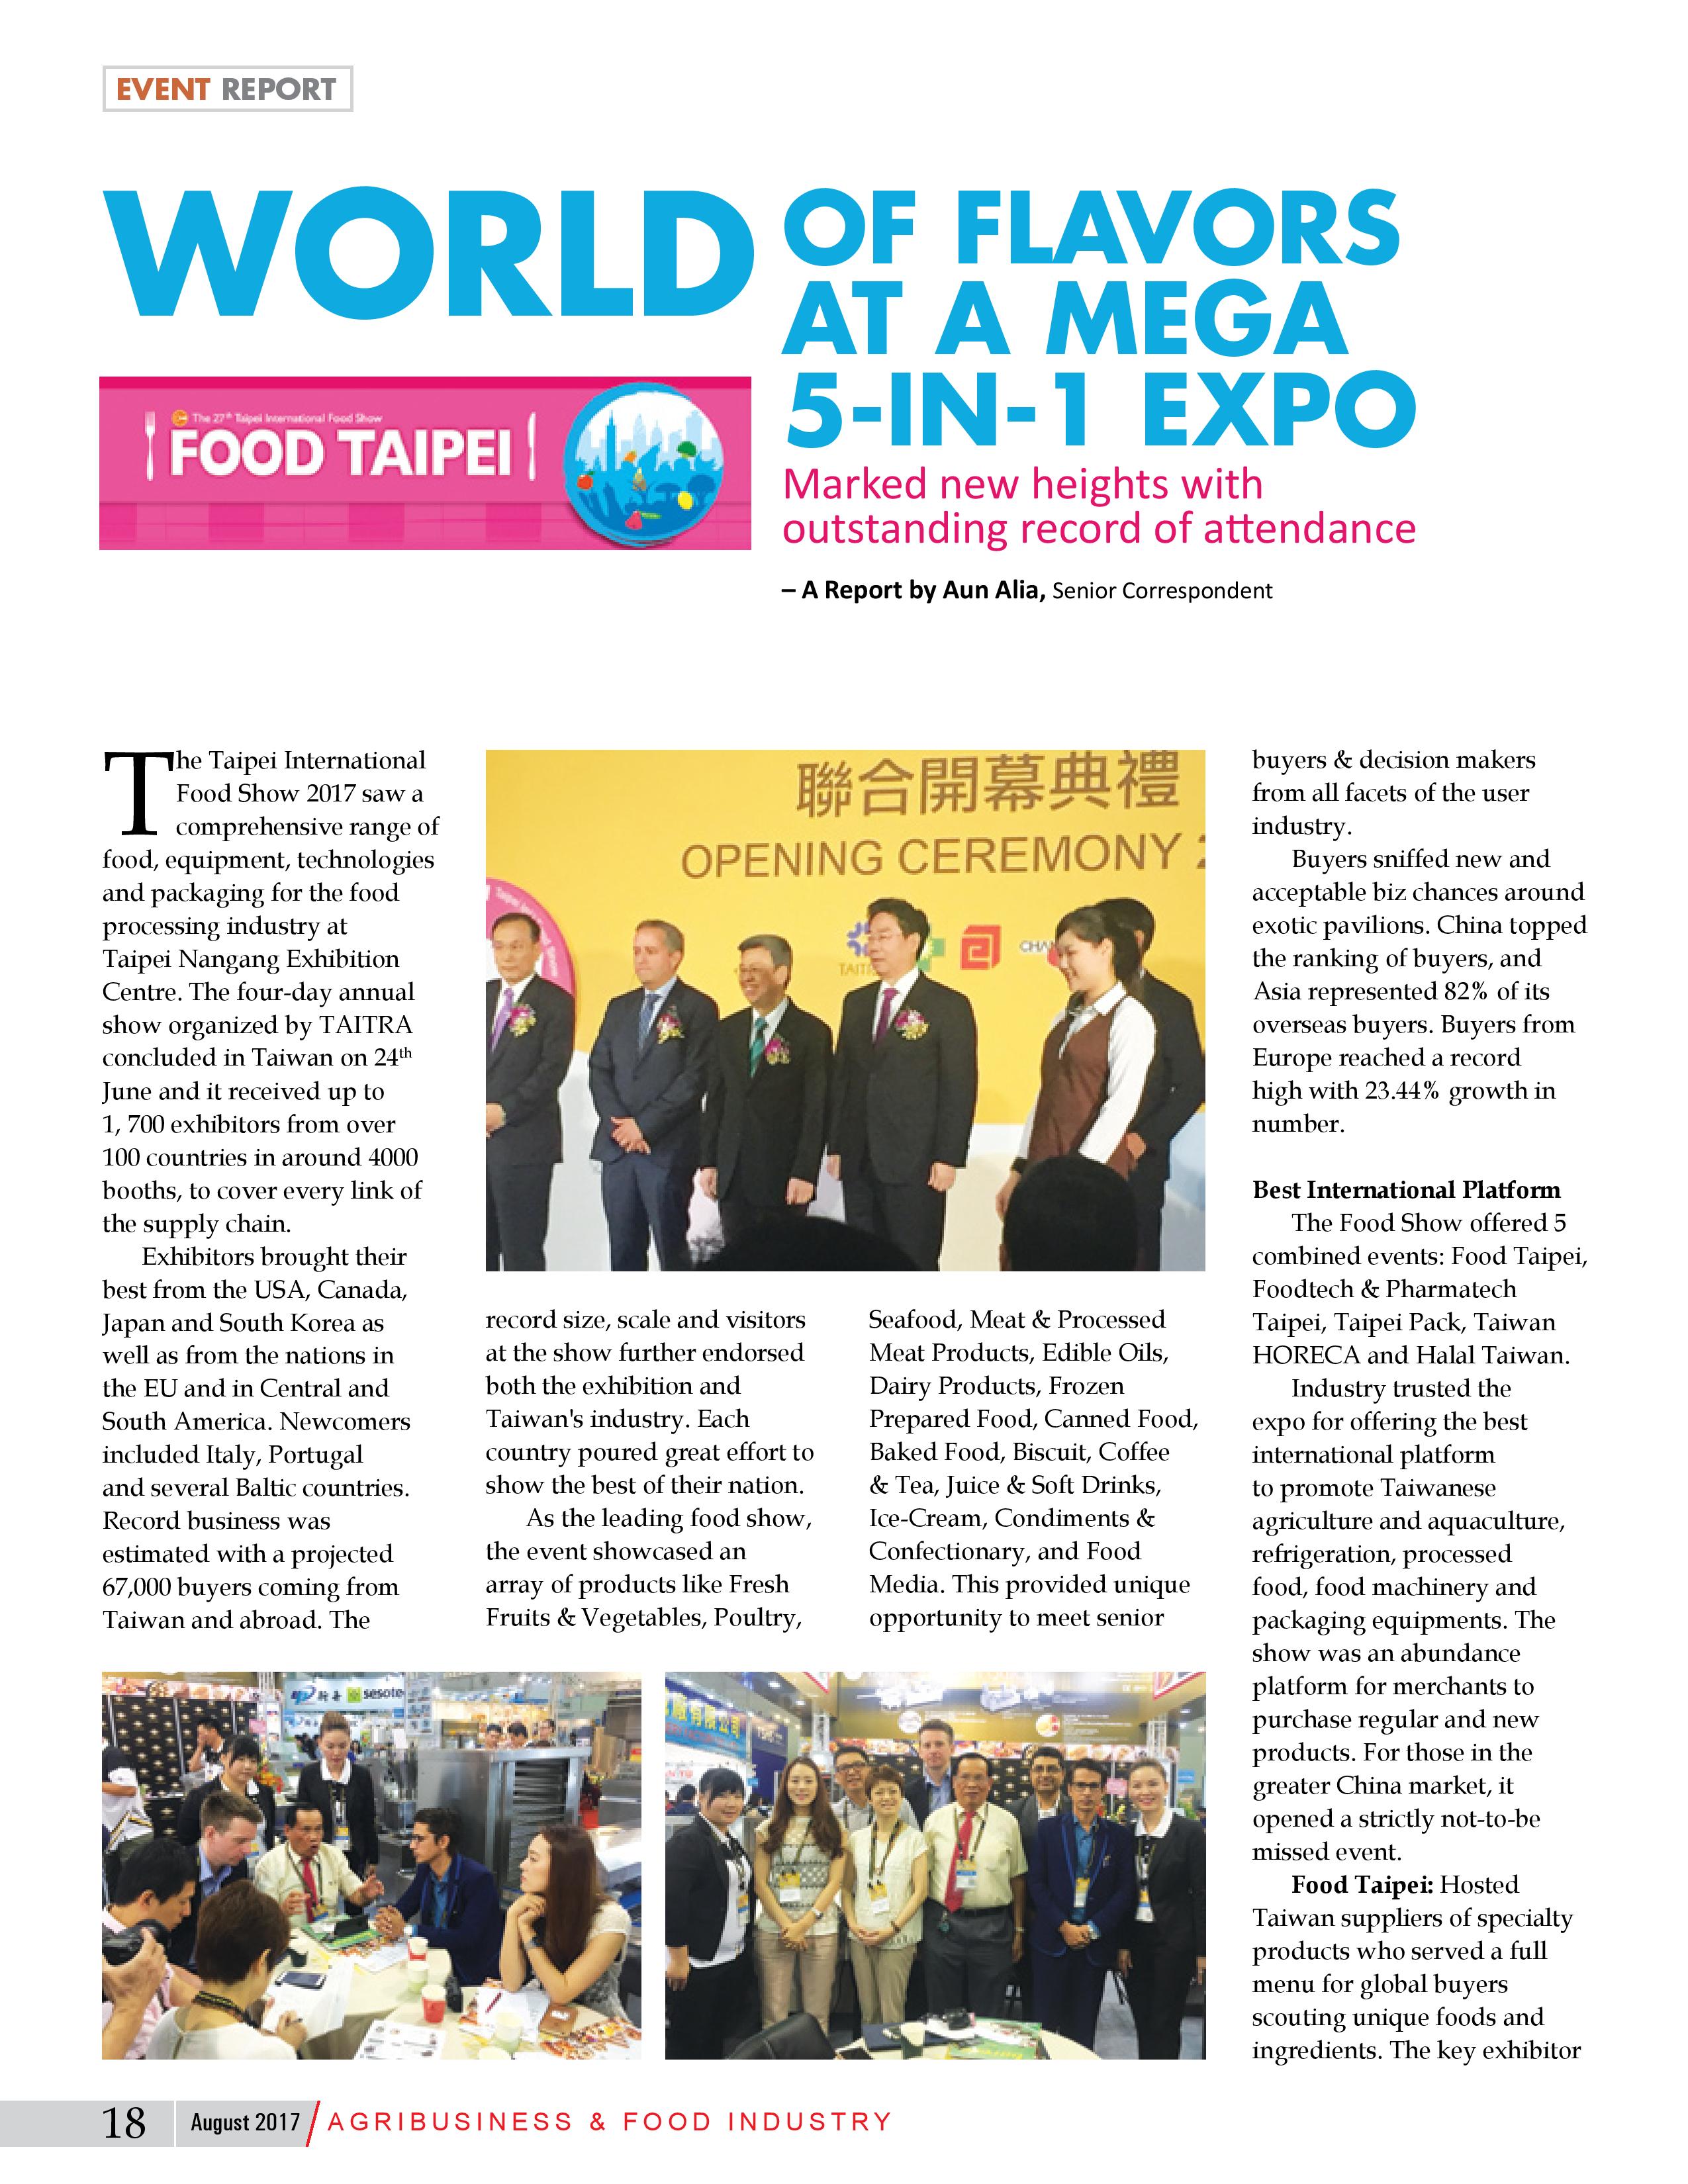 EVENT REPORT
WORLD
OF FLAVORS
AT A MEGA
5-IN-1 EXPO
The 27th Taipei International Food Show
FOOD TAIPEI
Marked new heights with
outstanding record of attendance
– A Report by Aun Alia, Senior Correspondent
The Taipei International
Food Show 2017 saw a
comprehensive range of
food, equipment, technologies
and packaging for the food
processing industry at
Taipei Nangang Exhibition
Centre. The four-day annual
show organized by TAITRA
concluded in Taiwan on 24th
June and it received up to
1, 700 exhibitors from over
100 countries in around 4000
booths, to cover every link of
the supply chain.
Exhibitors brought their
best from the USA, Canada,
Japan and South Korea as
well as from the nations in
the EU and in Central and
South America. Newcomers
included Italy, Portugal
and several Baltic countries.
Record business was
estimated with a projected
67,000 buyers coming from
Taiwan and abroad. The
聯合開幕典禮
OPENING CEREMONY 2
TAITRA
CHAN
record size, scale and visitors
at the show further endorsed
both the exhibition and
Taiwan's industry. Each
country poured great effort to
show the best of their nation.
As the leading food show,
the event showcased an
array of products like Fresh
Fruits & Vegetables, Poultry,
Seafood, Meat & Processed
Meat Products, Edible Oils,
Dairy Products, Frozen
Prepared Food, Canned Food,
Baked Food, Biscuit, Coffee
& Tea, Juice & Soft Drinks,
Ice-Cream, Condiments &
Confectionary, and Food
Media. This provided unique
opportunity to meet senior
buyers & decision makers
from all facets of the user
industry.
Buyers sniffed new and
acceptable biz chances around
exotic pavilions. China topped
the ranking of buyers, and
Asia represented 82% of its
overseas buyers. Buyers from
Europe reached a record
high with 23.44% growth in
number.
Best International Platform
The Food Show offered 5
combined events: Food Taipei,
Foodtech & Pharmatech
Taipei, Taipei Pack, Taiwan
HORECA and Halal Taiwan.
Industry trusted the
expo for offering the best
international platform
to promote Taiwanese
agriculture and aquaculture,
refrigeration, processed
food, food machinery and
packaging equipments. The
show was an abundance
platform for merchants to
purchase regular and new
products. For those in the
greater China market, it
opened a strictly not-to-be
missed event.
Food Taipei: Hosted
Taiwan suppliers of specialty
products who served a full
menu for global buyers
scouting unique foods and
ingredients. The key exhibitor
sesote
有限公司
18
August 2017
AGRIBUSINESS & FOOD INDUSTRY